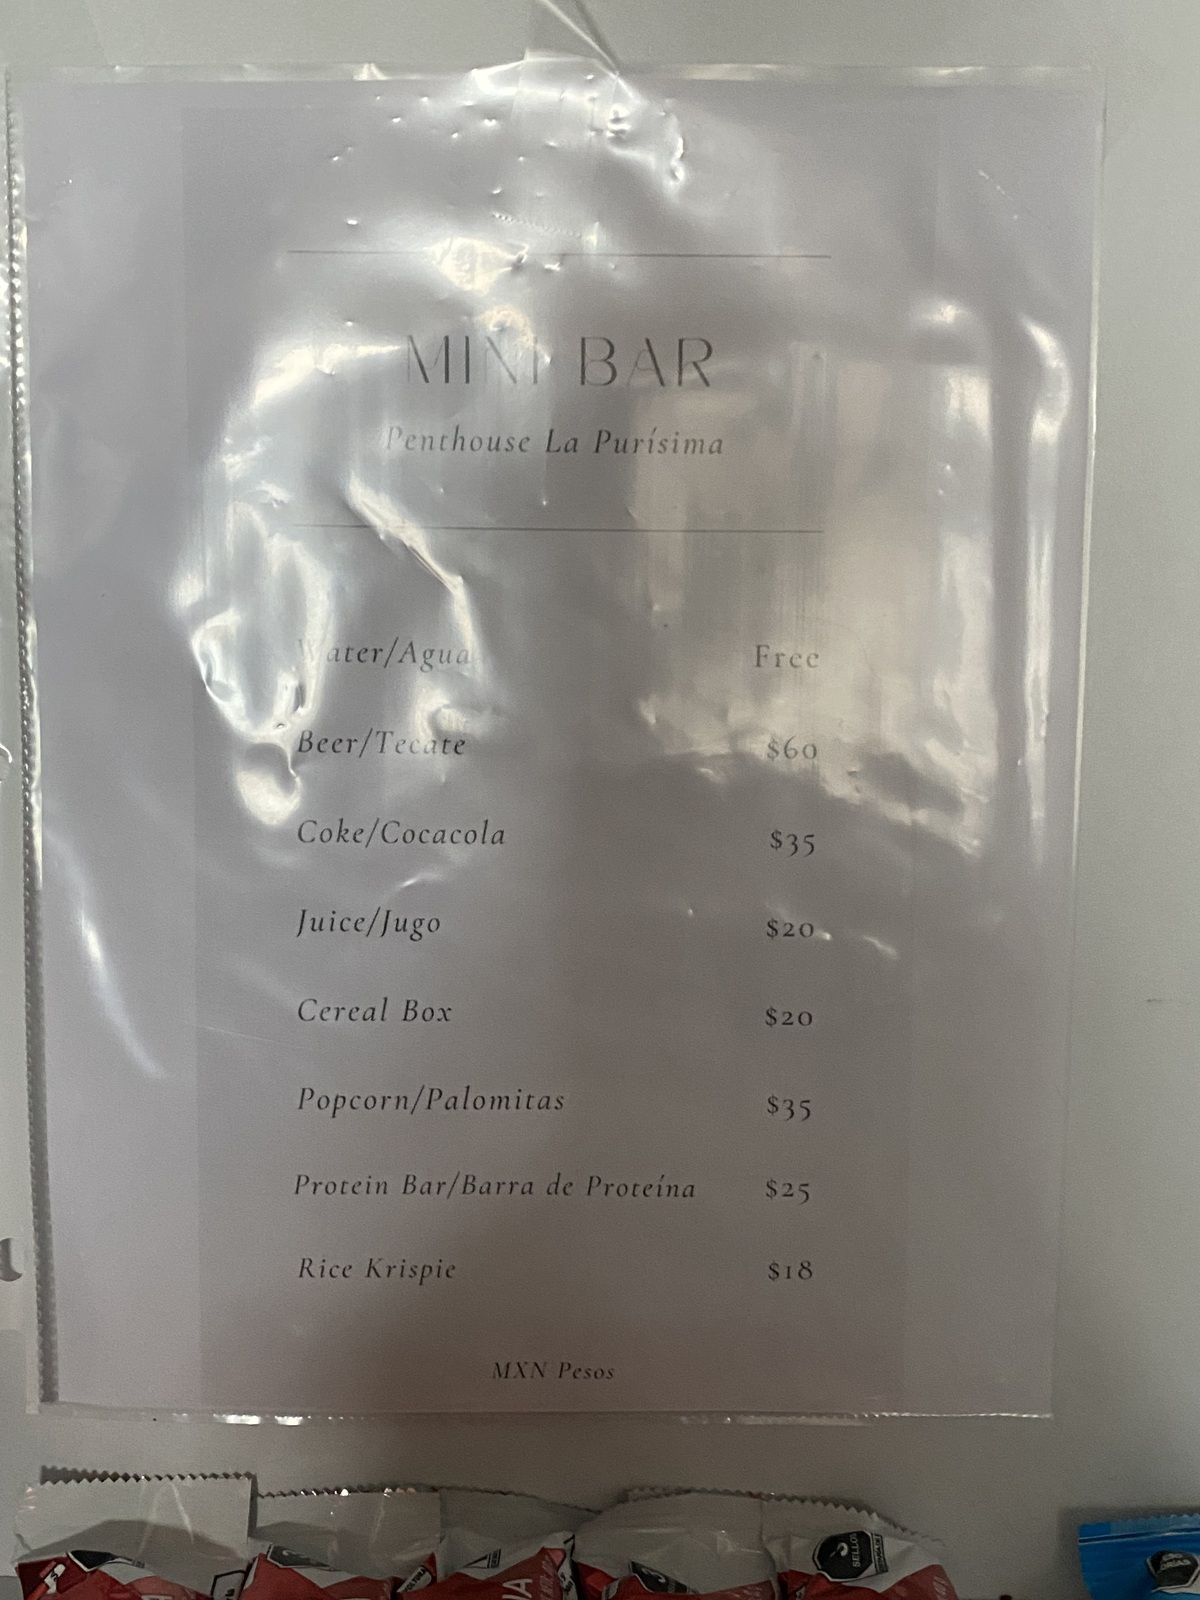 MINI BAR
Penthouse La Purísima
Water/Agua Free
Beer/Tecate $60
Coke/Cocacola $35
Juice/Jugo $20
Cereal Box $20
Popcorn/Palomitas $35
Protein Bar/Barra de Proteína $25
Rice Krispie $18
MXN Pesos
SELLO